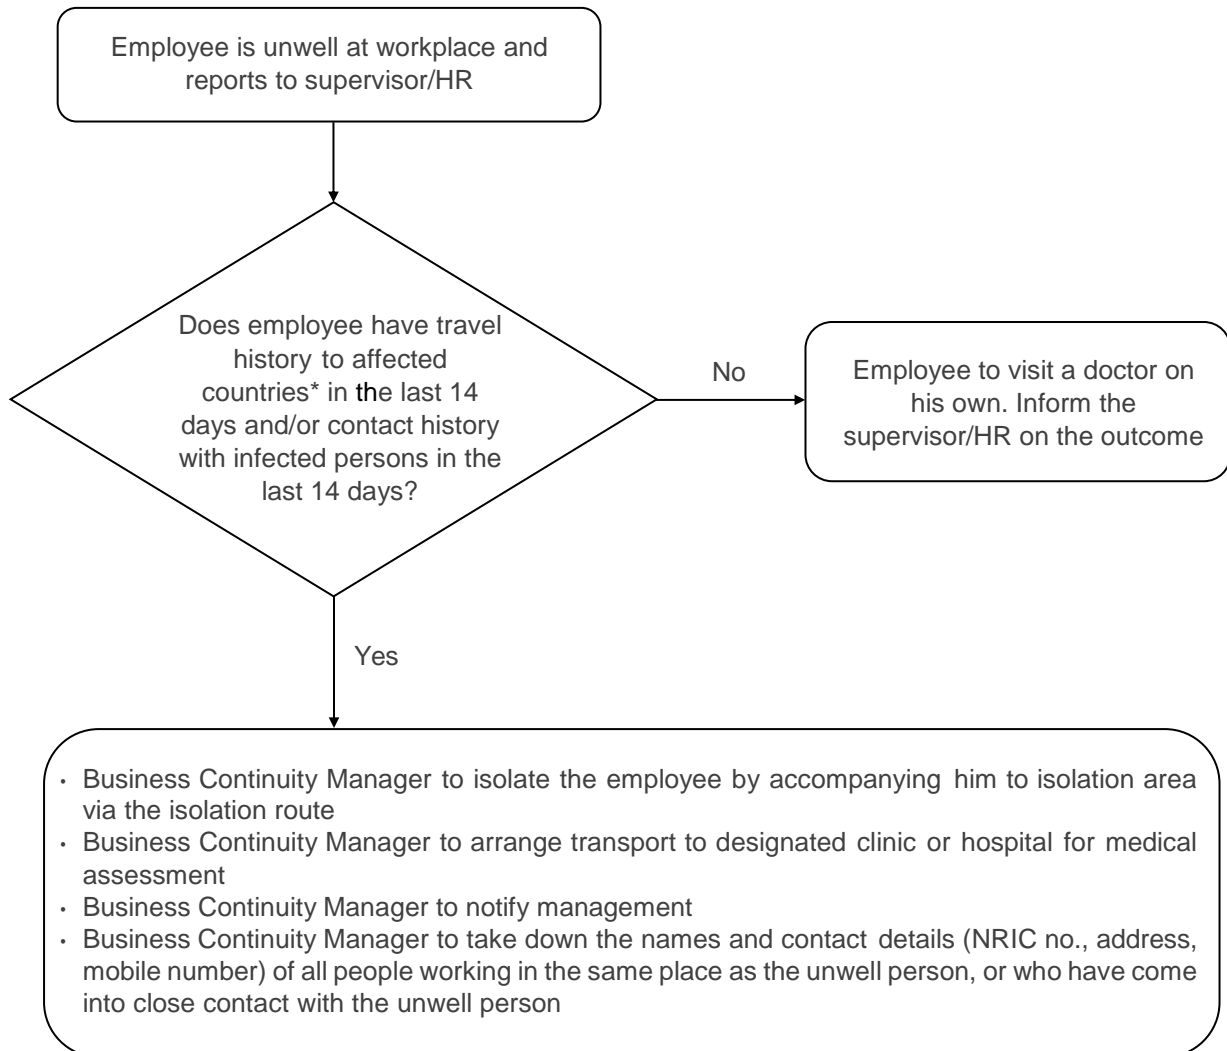 Employee is unwell at workplace and
reports to supervisor/HR
Does employee have travel
history to affected
countries* in the last 14
days and/or contact history
with infected persons in the
last 14 days?
No
Employee to visit a doctor on
his own. Inform the
supervisor/HR on the outcome
Yes
• Business Continuity Manager to isolate the employee by accompanying him to isolation area
via the isolation route
• Business Continuity Manager to arrange transport to designated clinic or hospital for medical
assessment
• Business Continuity Manager to notify management
• Business Continuity Manager to take down the names and contact details (NRIC no., address,
mobile number) of all people working in the same place as the unwell person, or who have come
into close contact with the unwell person